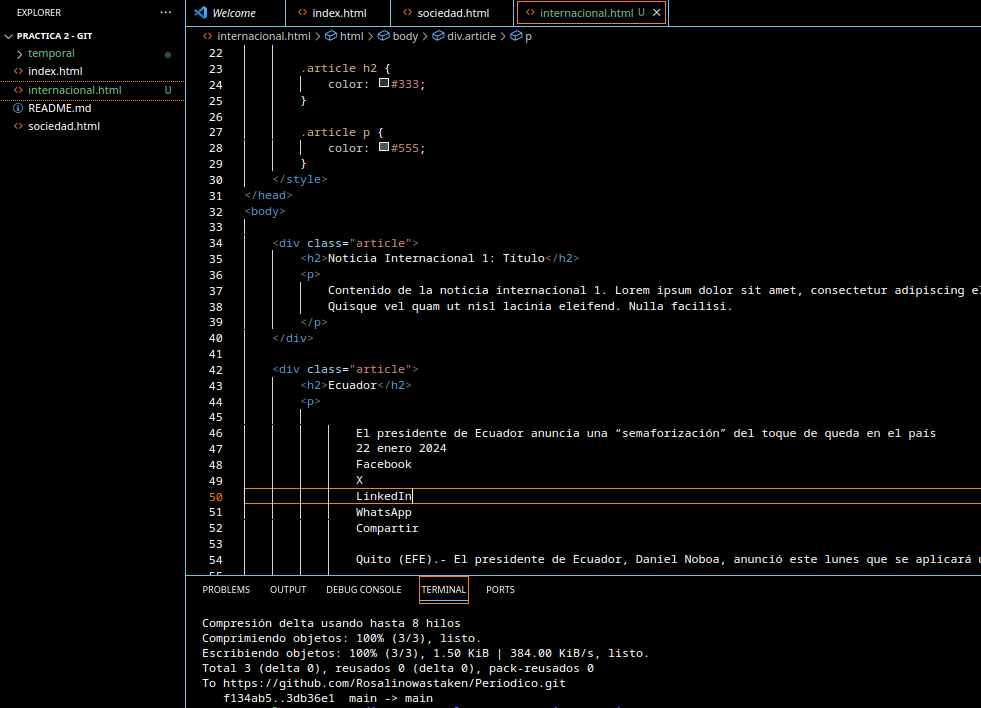 EXPLORER ...
PRACTICA 2 - GIT
temporal
index.html
internacional.html U
README.md
sociedad.html
Welcome index.html sociedad.html internacional.html U
internacional.html > html > body > div.article > p
22
23 .article h2 {
24 color: #333;
25 }
26
27 .article p {
28 color: #555;
29 }
30 </style>
31 </head>
32 <body>
33
34 <div class="article">
35 <h2>Noticia Internacional 1: Título</h2>
36 <p>
37 Contenido de la noticia internacional 1. Lorem ipsum dolor sit amet, consectetur adipiscing
38 Quisque vel quam ut nisl lacinia eleifend. Nulla facilisi.
39 </p>
40 </div>
41
42 <div class="article">
43 <h2>Ecuador</h2>
44 <p>
45
46 El presidente de Ecuador anuncia una “semaforización” del toque de queda en el país
47 22 enero 2024
48 Facebook
49 X
50 LinkedIn
51 WhatsApp
52 Compartir
53
54 Quito (EFE).- El presidente de Ecuador, Daniel Noboa, anunció este lunes que se aplicará
55
PROBLEMS OUTPUT DEBUG CONSOLE TERMINAL PORTS
Compresión delta usando hasta 8 hilos
Comprimiendo objetos: 100% (3/3), listo.
Escribiendo objetos: 100% (3/3), 1.50 KiB | 384.00 KiB/s, listo.
Total 3 (delta 0), reusados 0 (delta 0), pack-reusados 0
To https://github.com/Rosalinowastaken/Periodico.git
f134ab5..3db36e1 main -> main